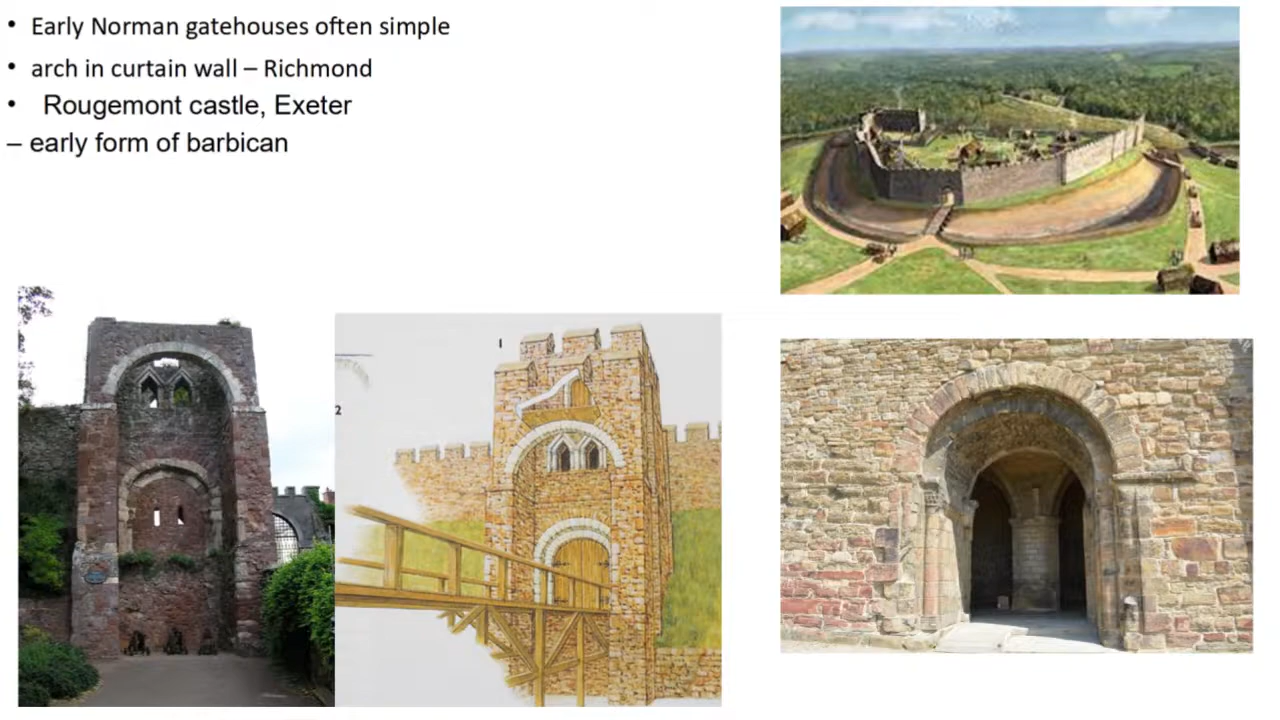 • Early Norman gatehouses often simple
• arch in curtain wall – Richmond
• Rougemont castle, Exeter
– early form of barbican
1
2